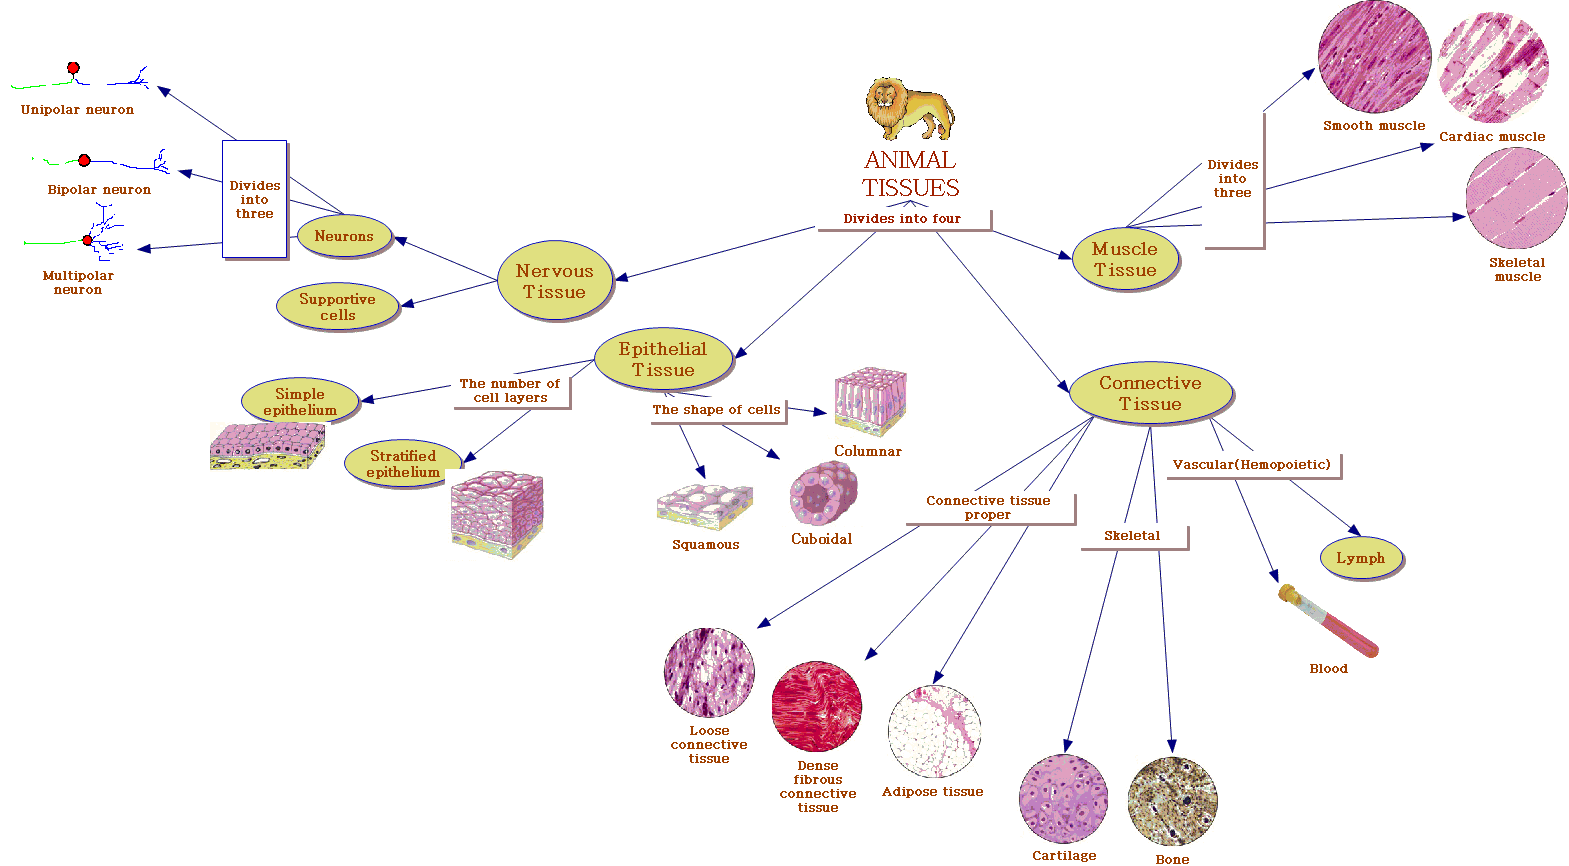 ANIMAL
TISSUES
Divides into four
Nervous
Tissue
Neurons
Divides
into
three
Unipolar neuron
Bipolar neuron
Multipolar
neuron
Supportive
cells
Epithelial
Tissue
The number of
cell layers
Simple
epithelium
Stratified
epithelium
The shape of cells
Columnar
Squamous
Cuboidal
Muscle
Tissue
Divides
into
three
Smooth muscle
Cardiac muscle
Skeletal
muscle
Connective
Tissue
Connective tissue
proper
Loose
connective
tissue
Dense
fibrous
connective
tissue
Adipose tissue
Skeletal
Cartilage
Bone
Vascular(Hemopoietic)
Lymph
Blood